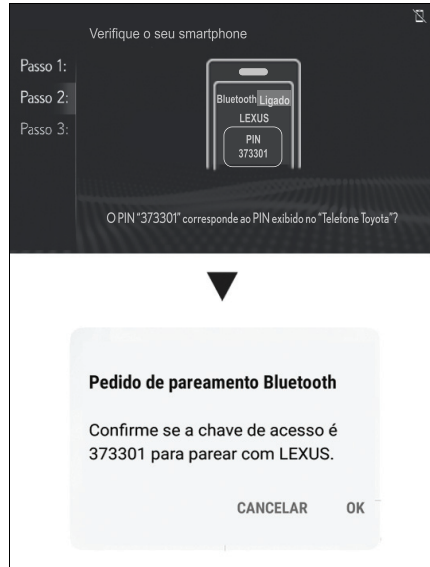 Verifique o seu smartphone
Passo 1:
Passo 2:
Passo 3:
Bluetooth Ligado
LEXUS
PIN
373301
O PIN "373301" corresponde ao PIN exibido no "Telefone Toyota"?
Pedido de pareamento Bluetooth
Confirme se a chave de acesso é
373301 para parear com LEXUS.
CANCELAR OK